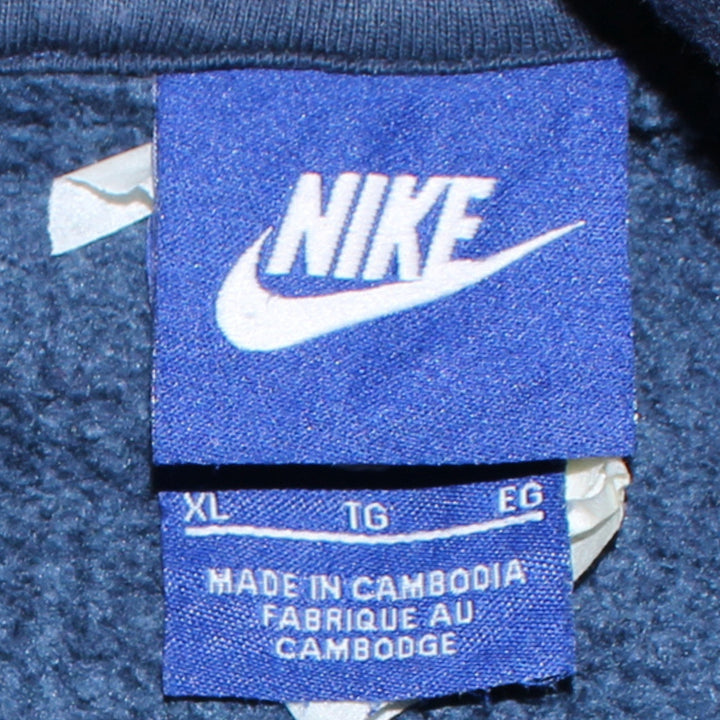 NIKE
XL TG EG
MADE IN CAMBODIA
FABRIQUE AU
CAMBODGE